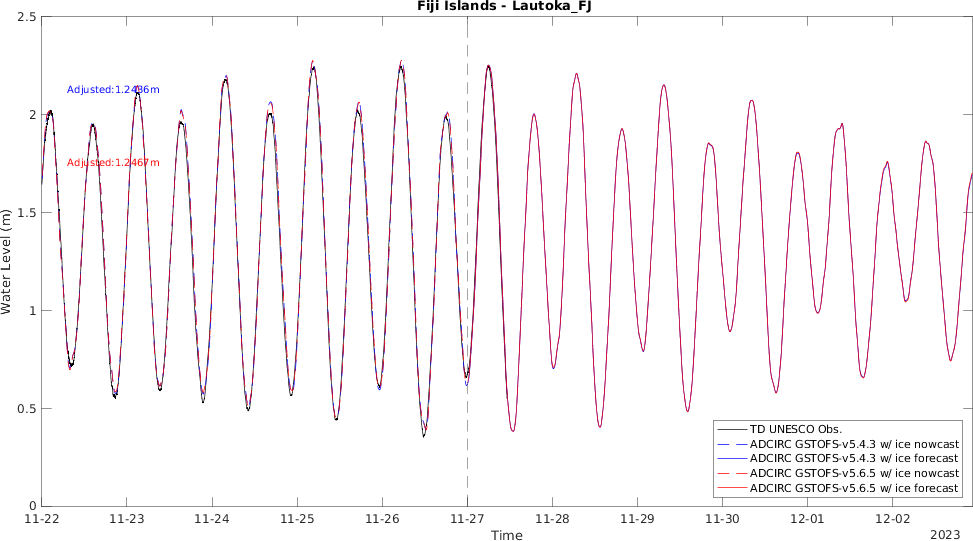 Fiji Islands - Lautoka_FJ
2.5
2
1.5
1
0.5
0
Water Level (m)
Adjusted:1.2436m
Adjusted:1.2467m
TD UNESCO Obs.
ADCIRC GSTOFS-v5.4.3 w/ ice nowcast
ADCIRC GSTOFS-v5.4.3 w/ ice forecast
ADCIRC GSTOFS-v5.6.5 w/ ice nowcast
ADCIRC GSTOFS-v5.6.5 w/ ice forecast
11-22 11-23 11-24 11-25 11-26 11-27 11-28 11-29 11-30 12-01 12-02
Time
2023